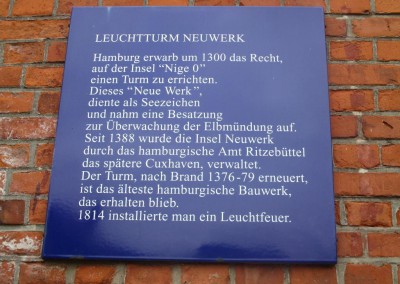 LEUCHTTURM NEUWERK
Hamburg erwarb um 1300 das Recht,
auf der Insel “Nige 0”
einen Turm zu errichten.
Dieses “Neue Werk”,
diente als Seezeichen
und nahm eine Besatzung
zur Überwachung der Elbmündung auf.
Seit 1388 wurde die Insel Neuwerk
durch das hamburgische Amt Ritzebüttel
das spätere Cuxhaven, verwaltet.
Der Turm, nach Brand 1376-79 erneuert,
ist das älteste hamburgische Bauwerk,
das erhalten blieb.
1814 installierte man ein Leuchtfeuer.